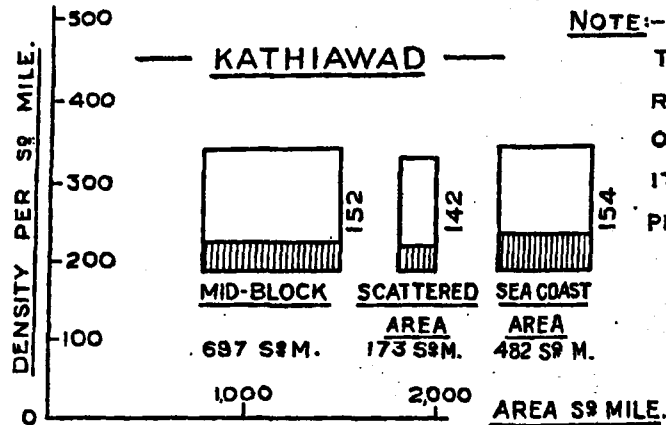 500
NOTE:-
— KATHIAWAD —
T
400
R
O
300
17
152
142
154
P
200
MID-BLOCK SCATTERED SEA COAST
AREA AREA
697 Sq M. 173 Sq M. 482 Sq M.
100
1,000 2,000
0
AREA Sq MILE.
DENSITY PER Sq MILE.